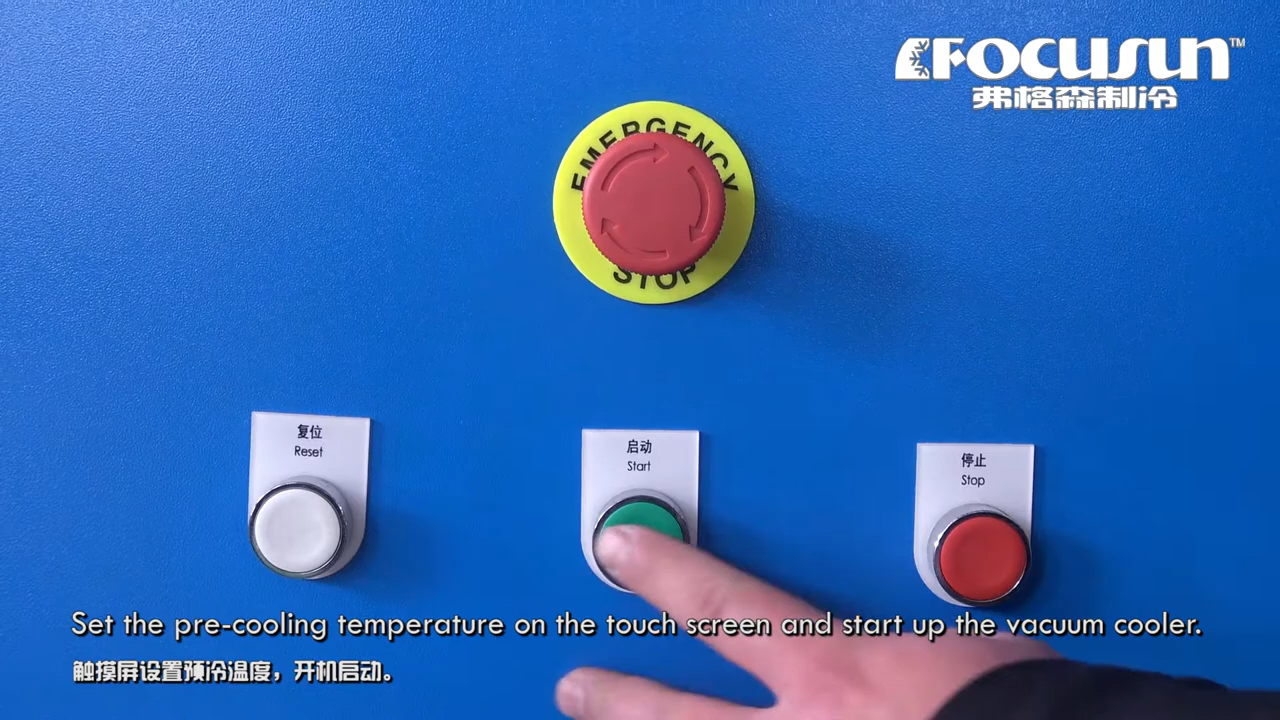 FOCUSUN™
弗格森制冷
EMERGENCY
STOP
复位
Reset
启动
Start
停止
Stop
Set the pre-cooling temperature on the touch screen and start up the vacuum cooler.
触摸屏设置预冷温度，开机启动。